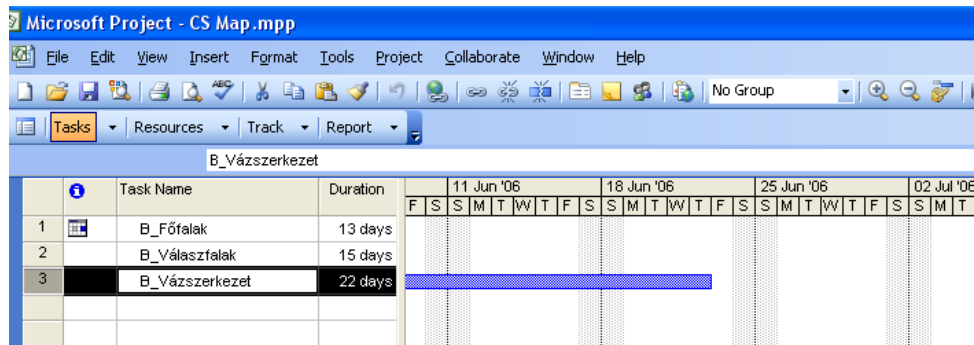 Microsoft Project - CS Map.mpp
File Edit View Insert Format Tools Project Collaborate Window Help
ABC No Group
Tasks Resources Track Report
B_Vázszerkezet
Task Name Duration 11 Jun '06 18 Jun '06 25 Jun '06 02 Jul '06
F S S M T W T F S S M T W T F S S M T W T F S S M T
1 B_Főfalak 13 days
2 B_Válaszfalak 15 days
3 B_Vázszerkezet 22 days